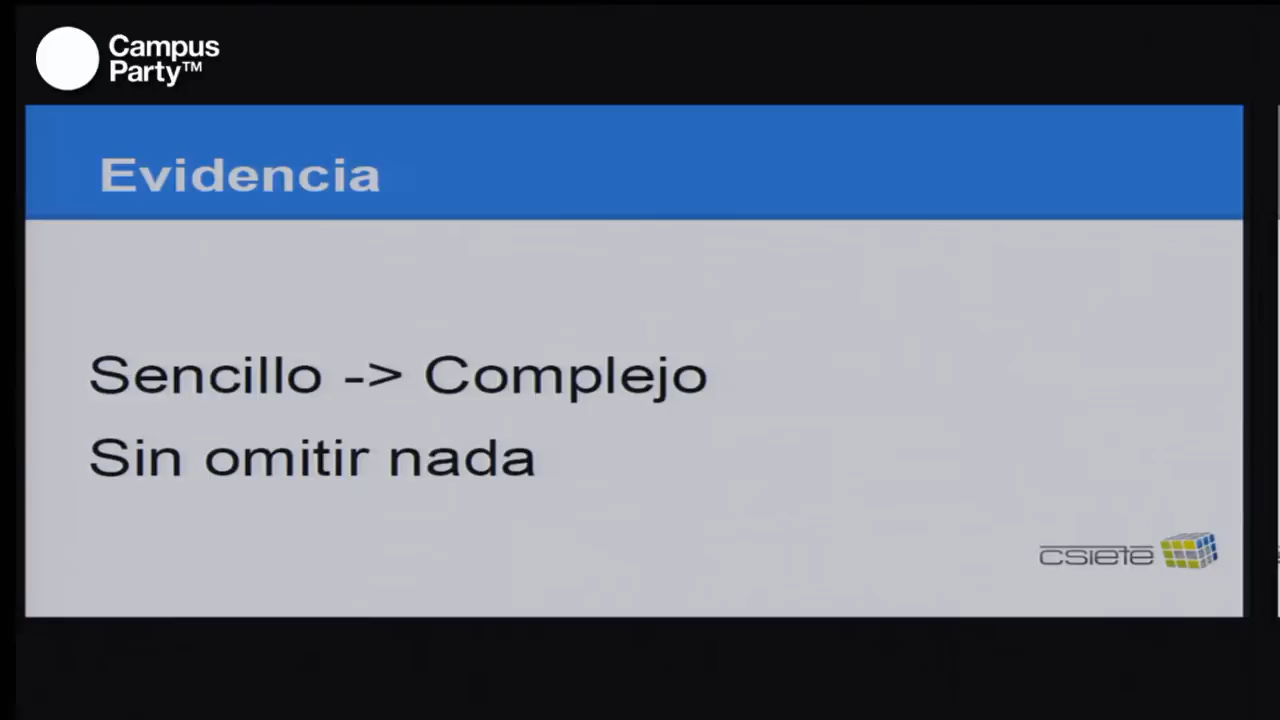 Campus
Party™
Evidencia
Sencillo -> Complejo
Sin omitir nada
csiete